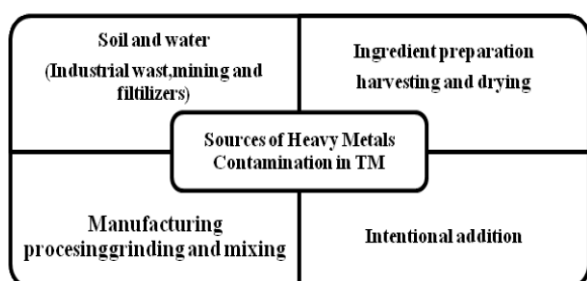 Soil and water
(Industrial wast,mining and
filtilizers)
Ingredient preparation
harvesting and drying
Sources of Heavy Metals
Contamination in TM
Manufacturing
procesinggrinding and mixing
Intentional addition